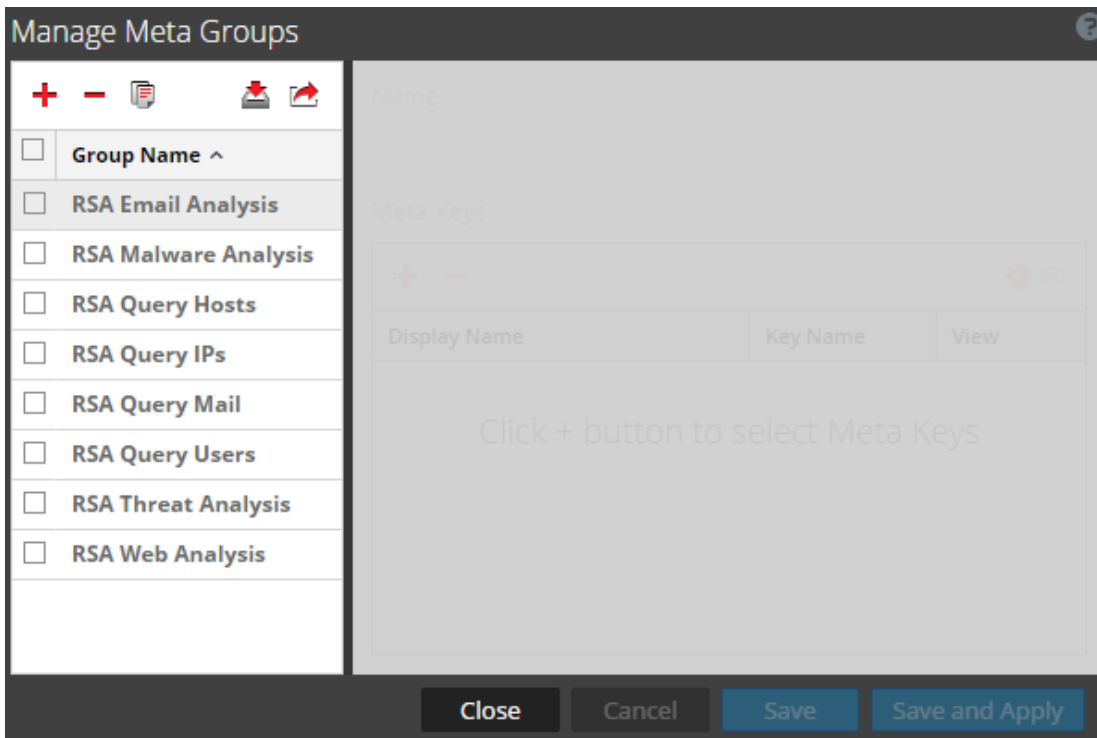 Manage Meta Groups
?
Group Name
RSA Email Analysis
RSA Malware Analysis
RSA Query Hosts
RSA Query IPs
RSA Query Mail
RSA Query Users
RSA Threat Analysis
RSA Web Analysis
Name
Meta Keys
Display Name Key Name View
Click + button to select Meta Keys
Close Cancel Save Save and Apply